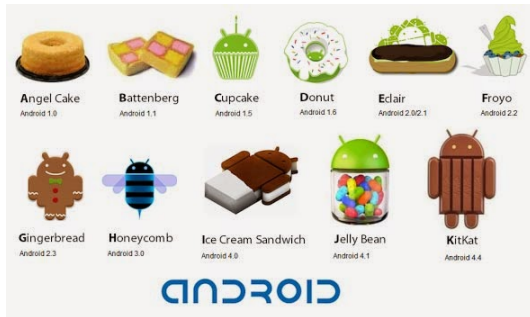 Angel Cake
Android 1.0
Battenberg
Android 1.1
Cupcake
Android 1.5
Donut
Android 1.6
Eclair
Android 2.0/2.1
Froyo
Android 2.2
Gingerbread
Android 2.3
Honeycomb
Android 3.0
Ice Cream Sandwich
Android 4.0
Jelly Bean
Android 4.1
KitKat
Android 4.4
ANDROID